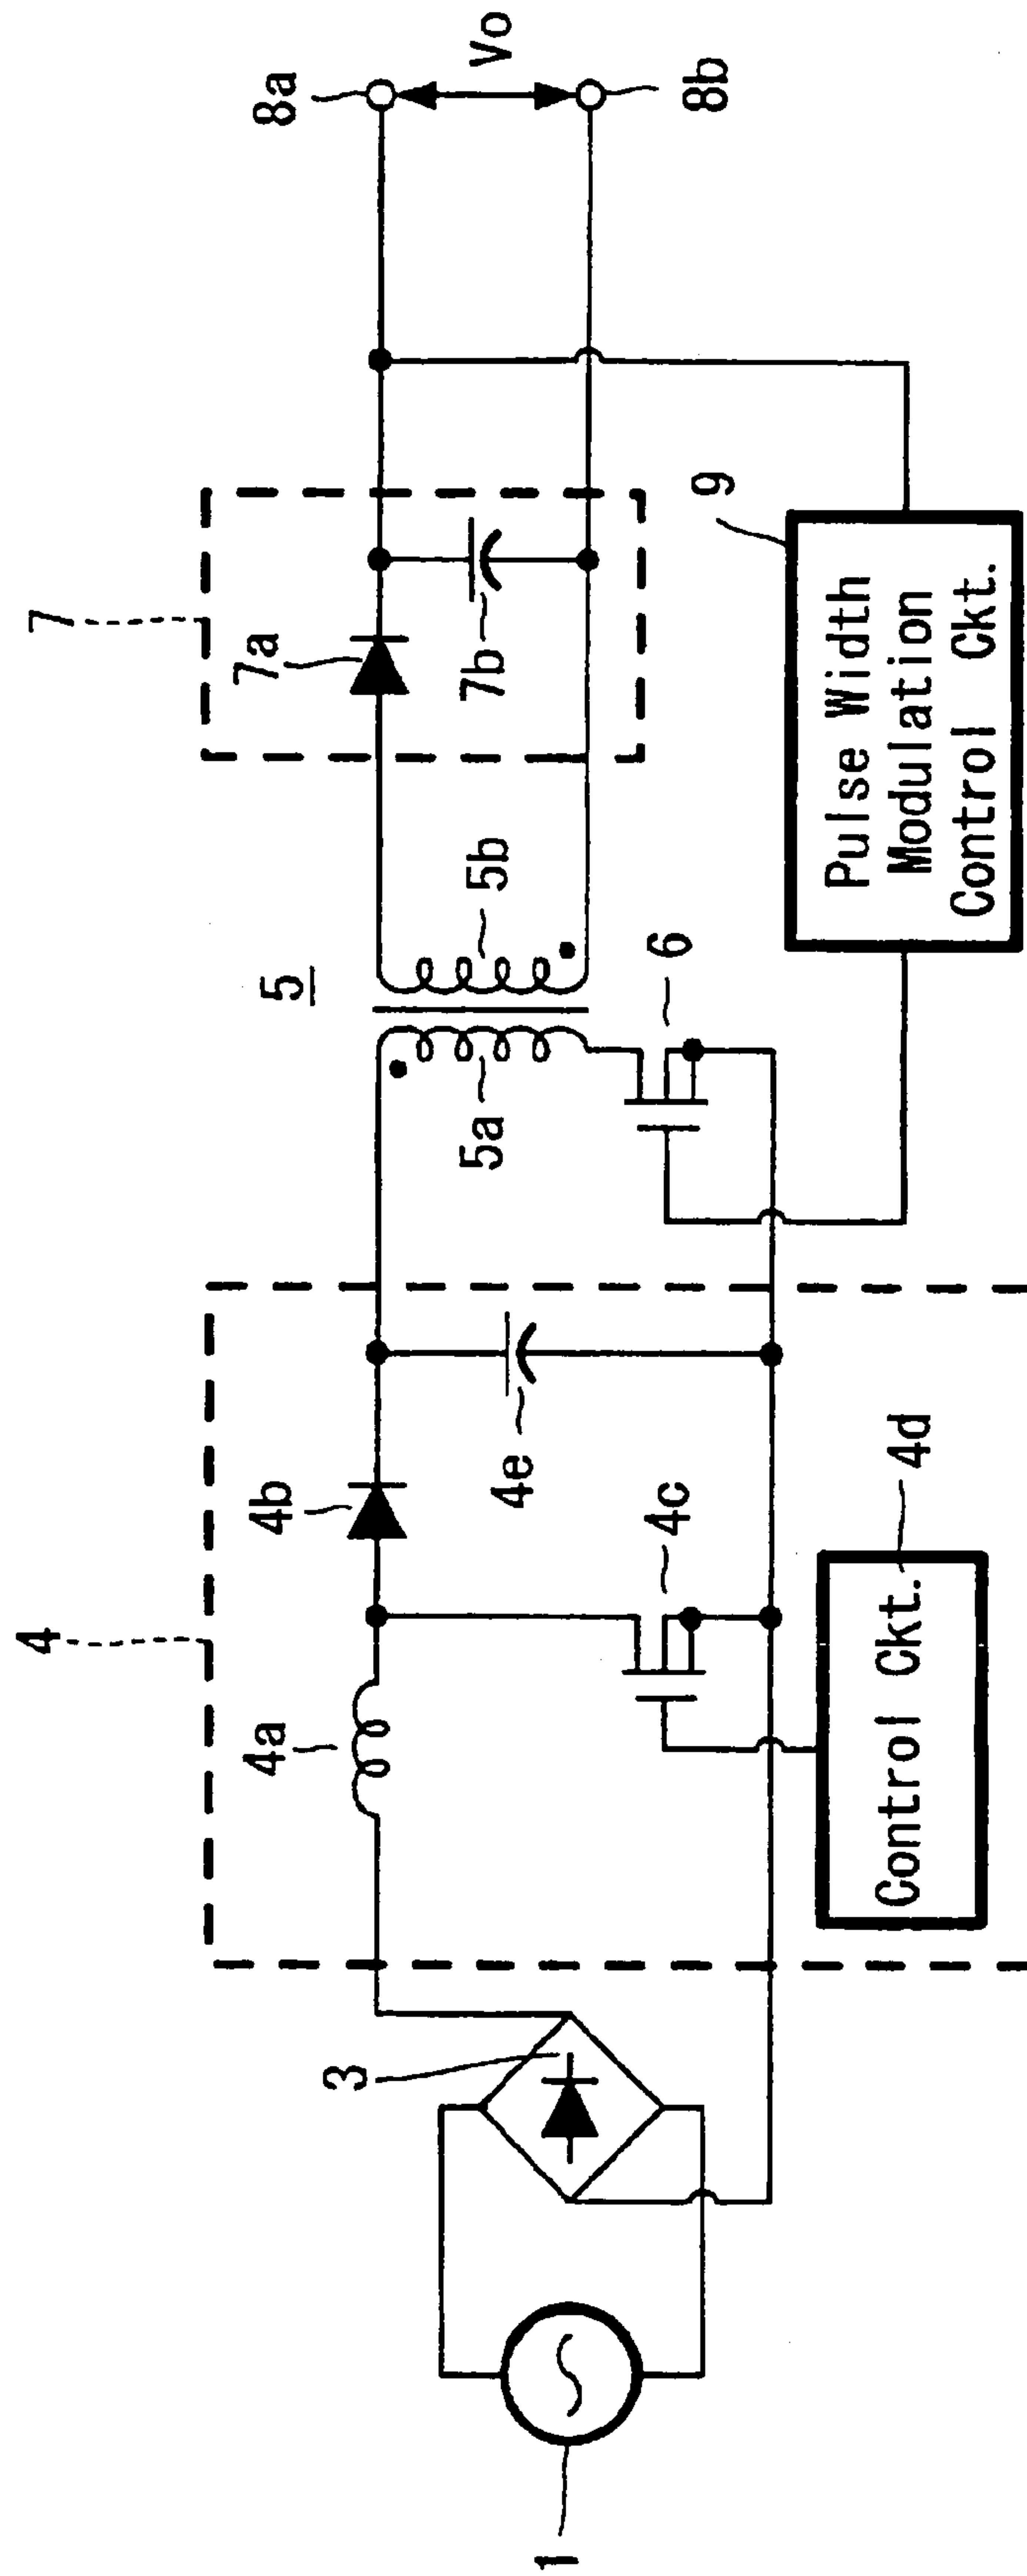 4
7
4a
4b
5
7a
8a
3
4e
5a
5b
7b
Vo
4c
6
8b
1
4d
9
Control Ckt.
Pulse Width
Modulation
Control Ckt.